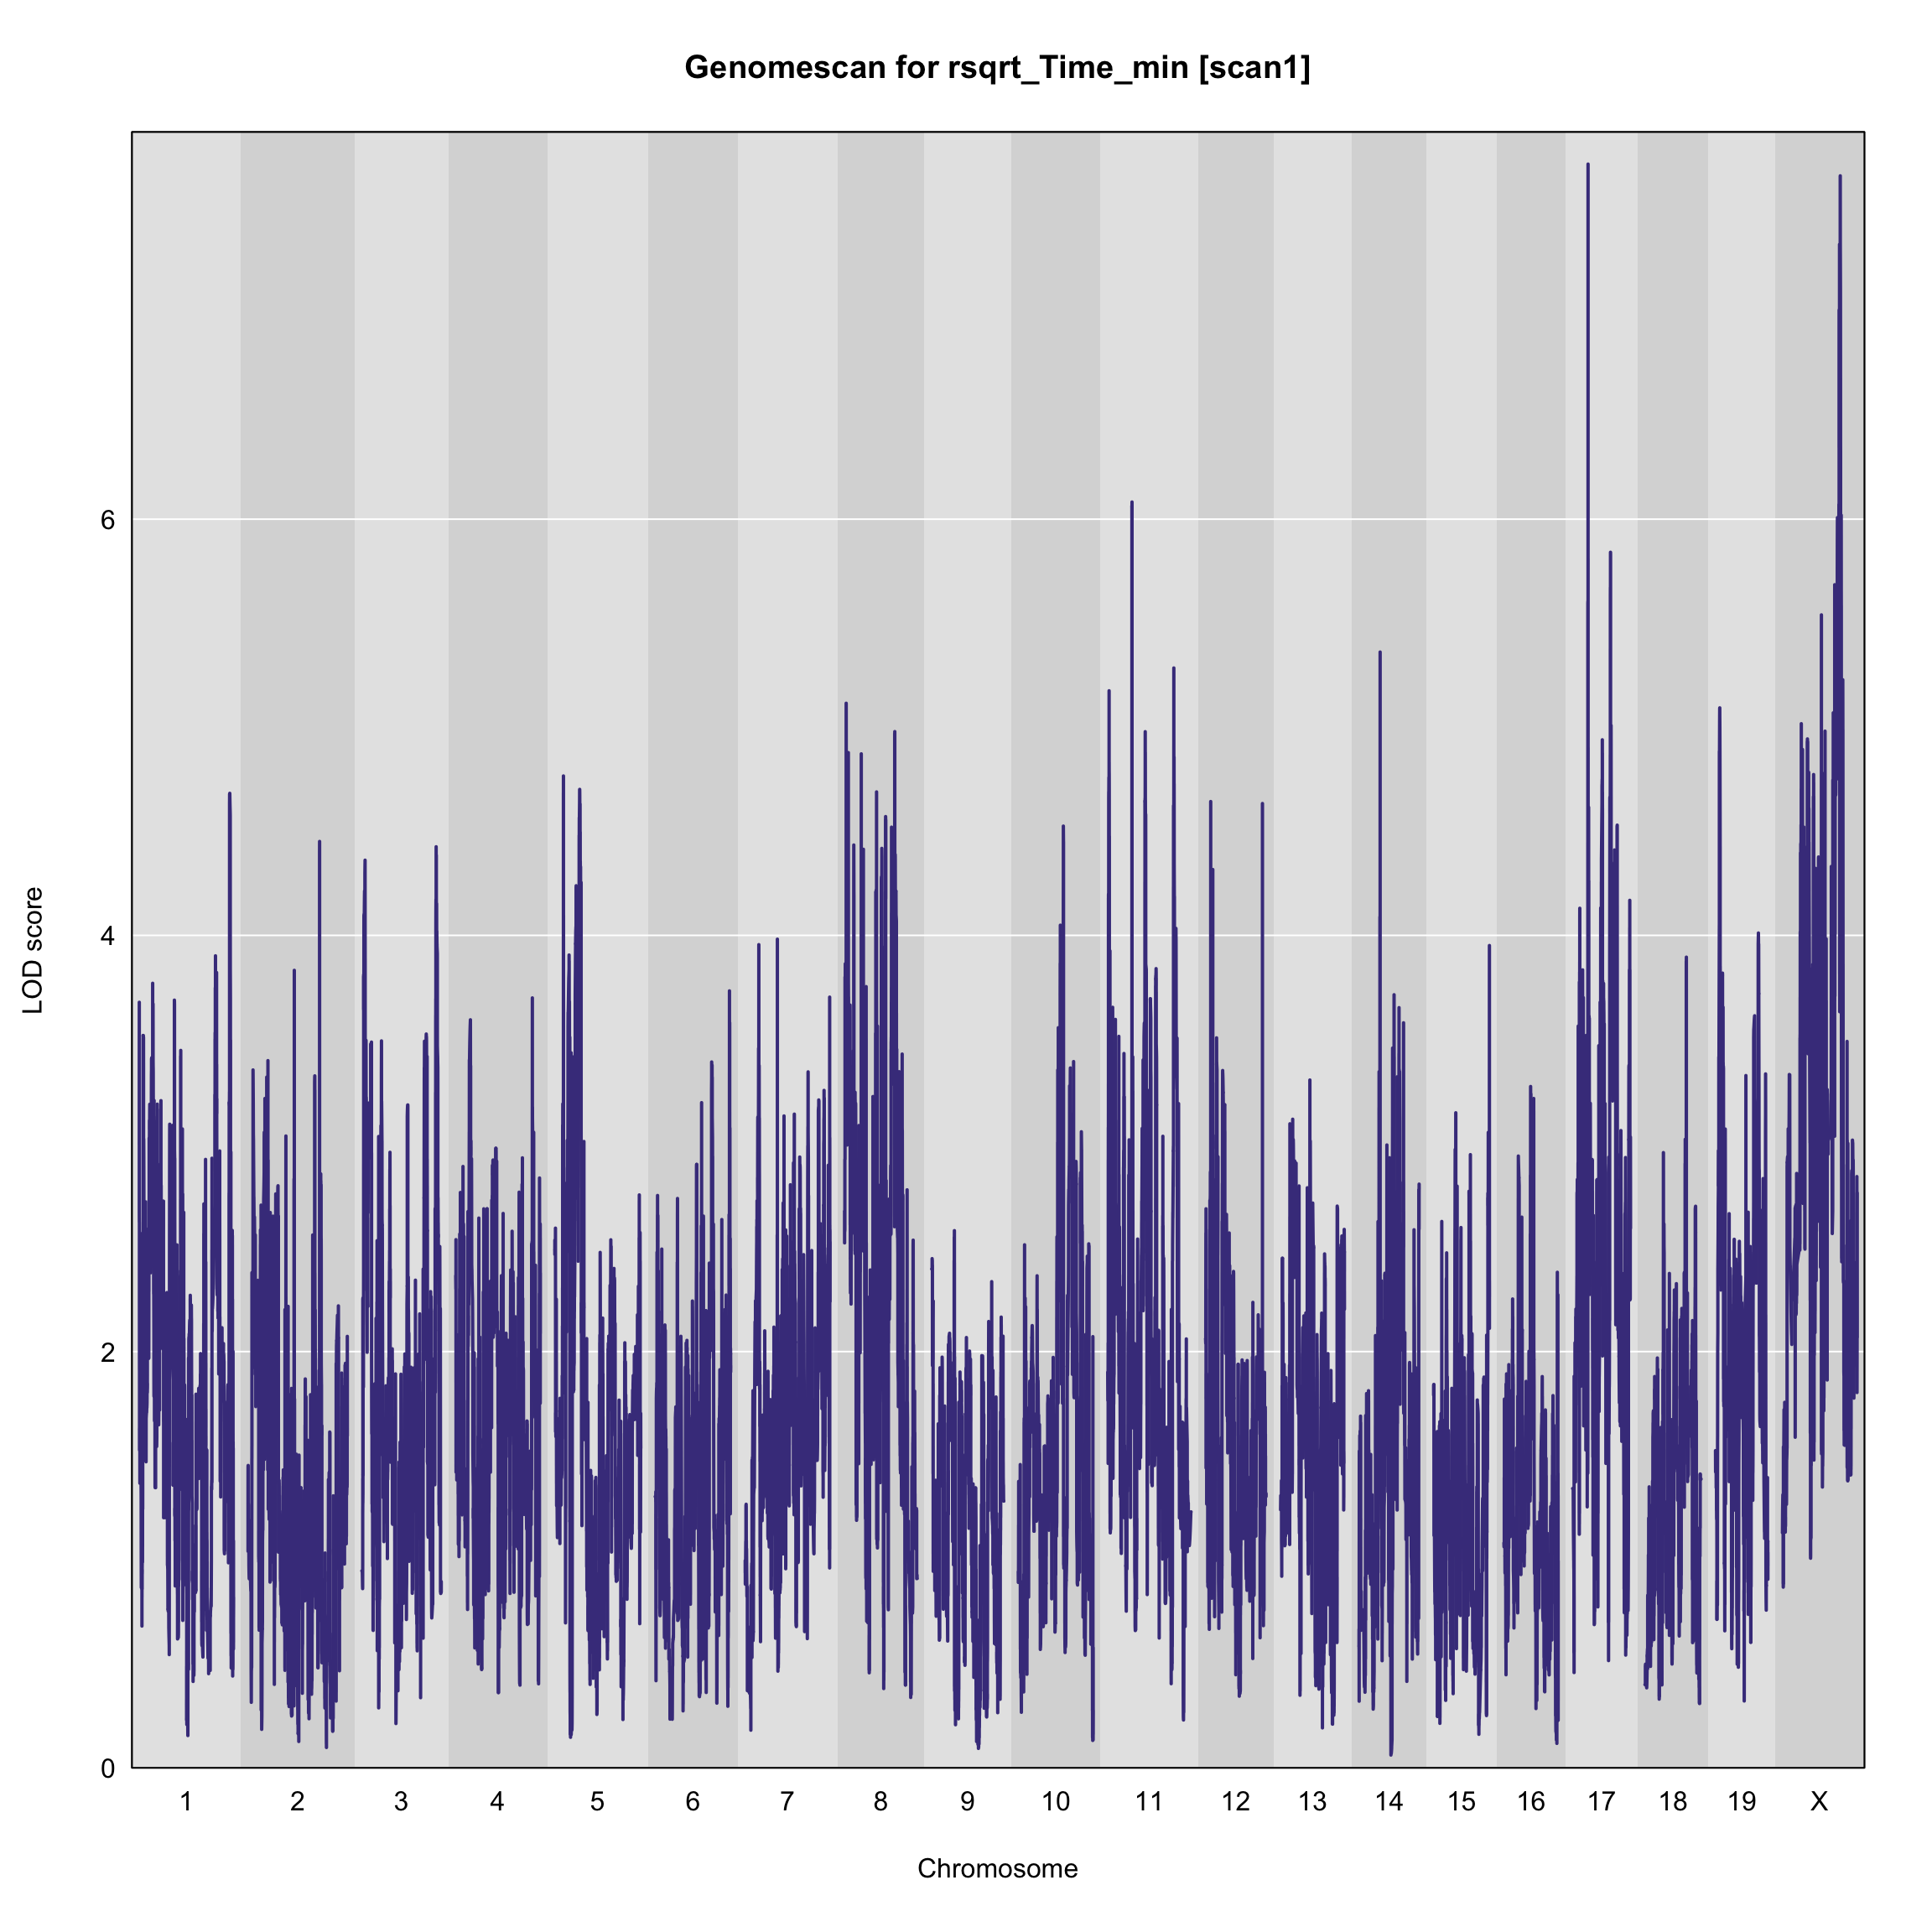 Genomescan for rsqrt_Time_min [scan1]
LOD score
6
4
2
0
1 2 3 4 5 6 7 8 9 10 11 12 13 14 15 16 17 18 19 X
Chromosome